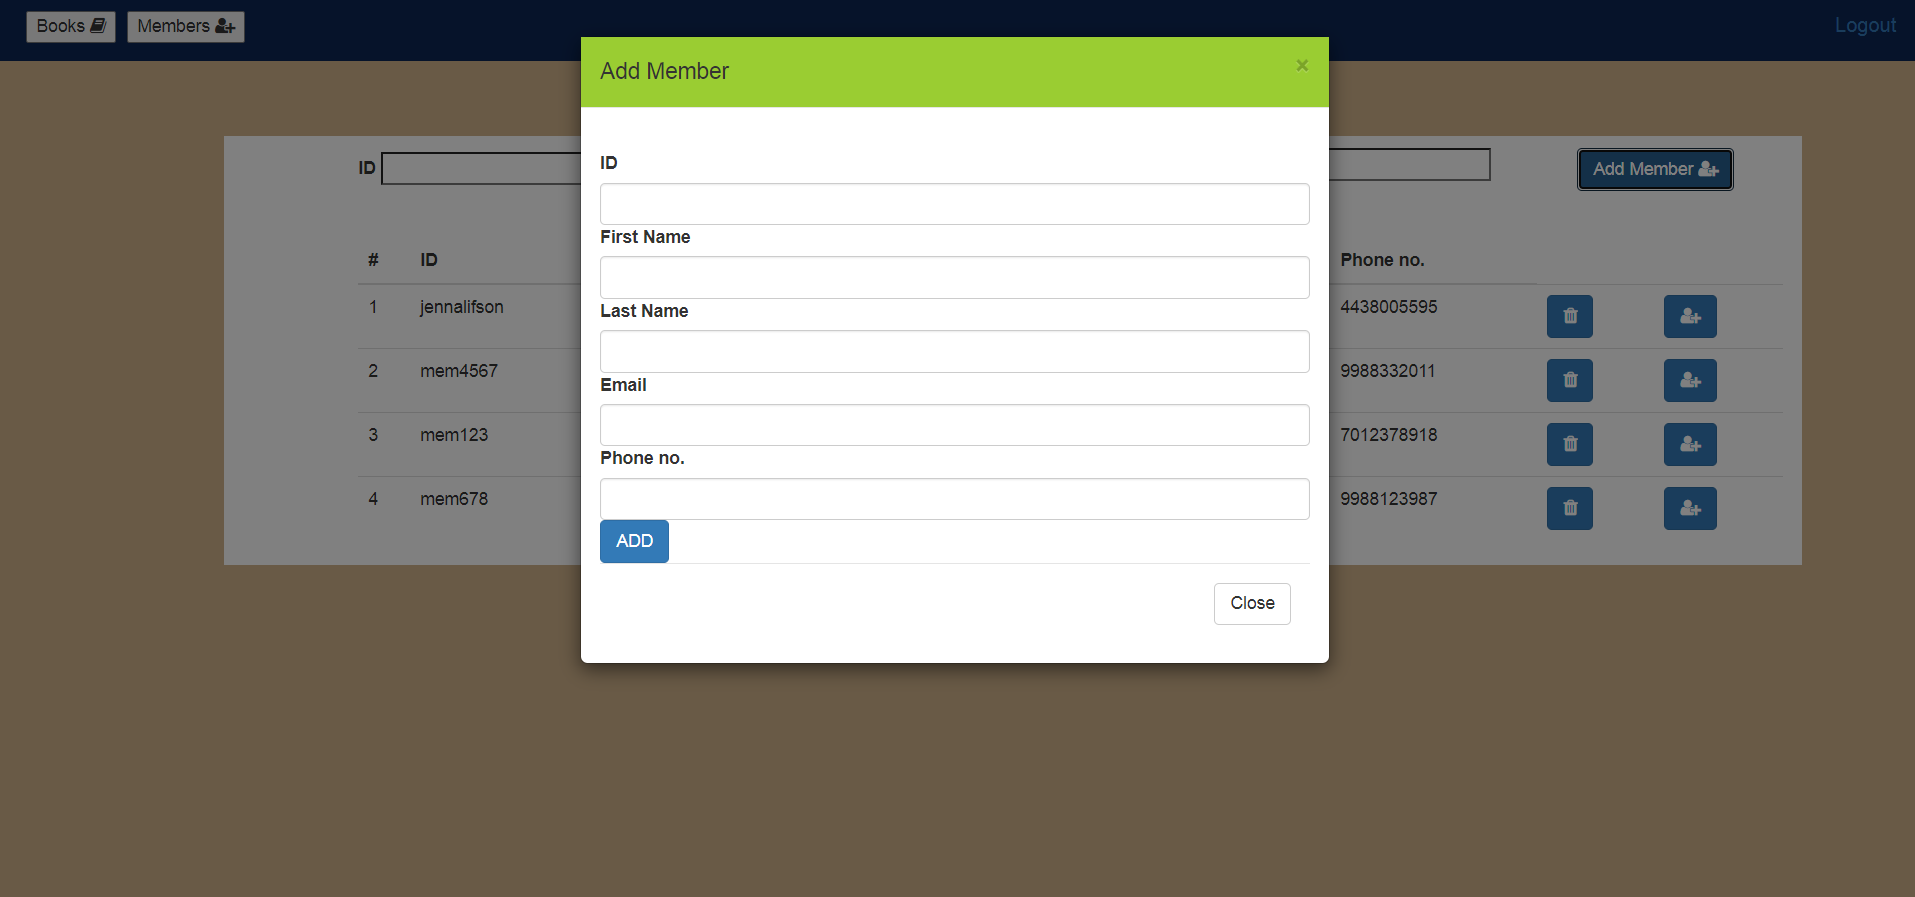 Books
Members
Logout
Add Member
×
ID
Add Member
ID
First Name
Last Name
Email
Phone no.
ADD
Close
# ID Phone no.
1 jennalifson 4438005595
2 mem4567 9988332011
3 mem123 7012378918
4 mem678 9988123987